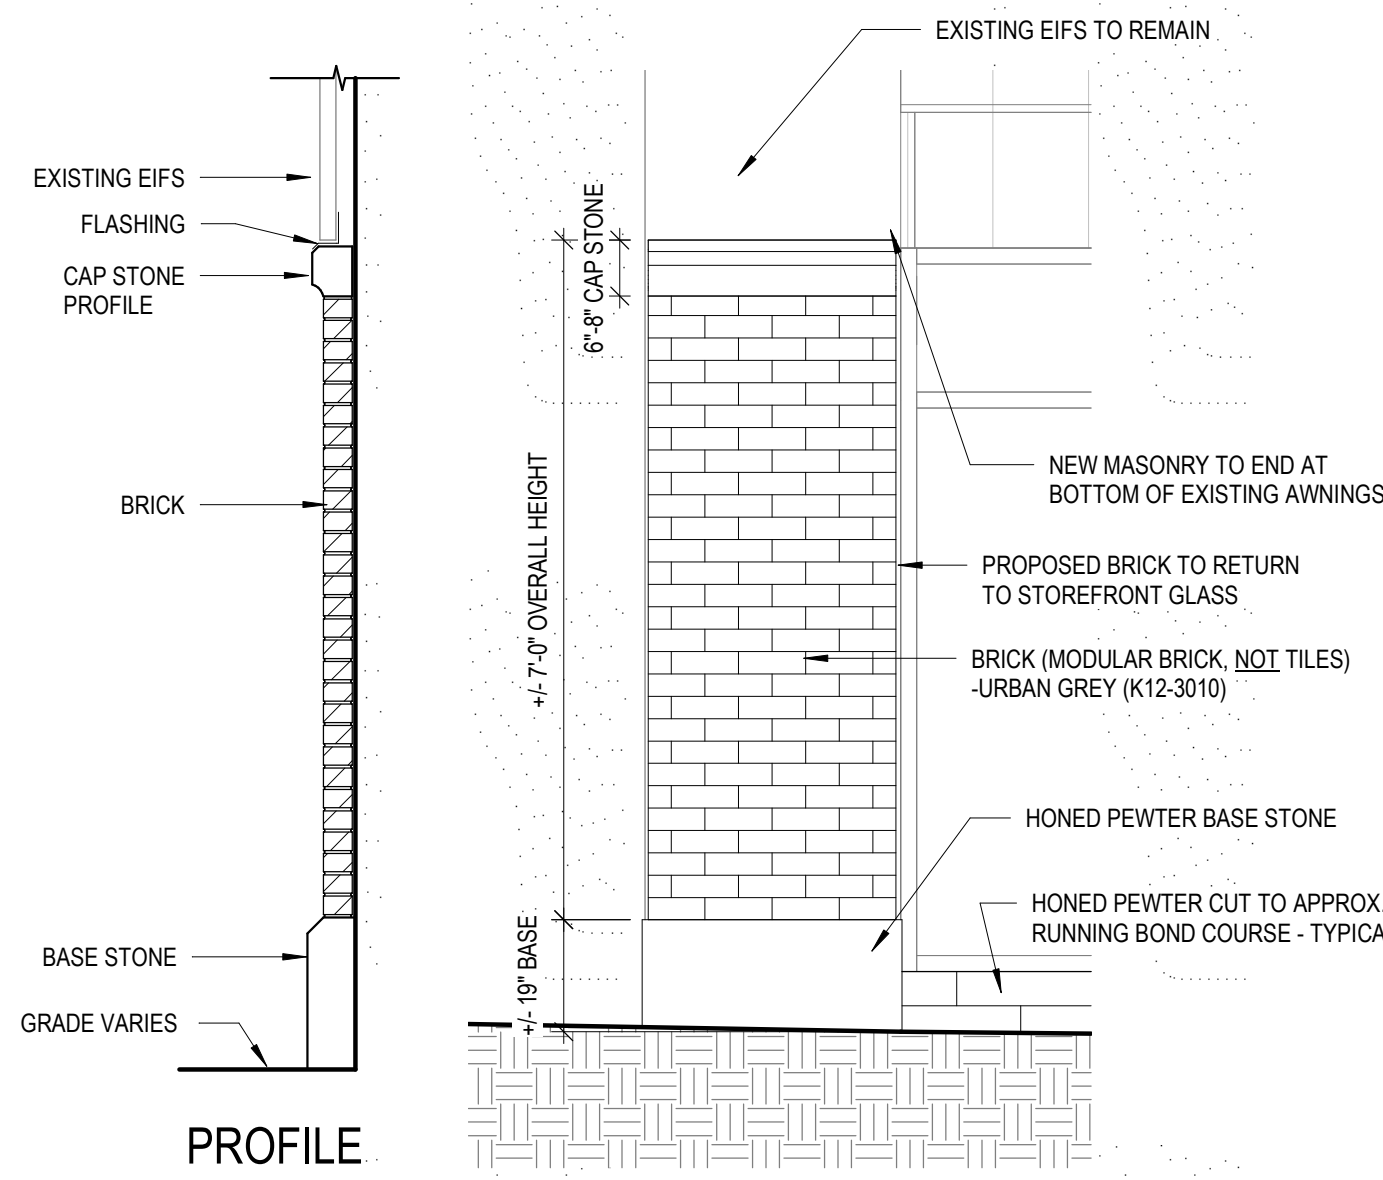 EXISTING EIFS TO REMAIN
EXISTING EIFS
FLASHING
CAP STONE
PROFILE
BRICK
BASE STONE
GRADE VARIES
PROFILE
6"-8" CAP STONE
+/- 7'-0" OVERALL HEIGHT
+/- 19" BASE
NEW MASONRY TO END AT
BOTTOM OF EXISTING AWNINGS
PROPOSED BRICK TO RETURN
TO STOREFRONT GLASS
BRICK (MODULAR BRICK, NOT TILES)
-URBAN GREY (K12-3010)
HONED PEWTER BASE STONE
HONED PEWTER CUT TO APPROX.
RUNNING BOND COURSE - TYPICA